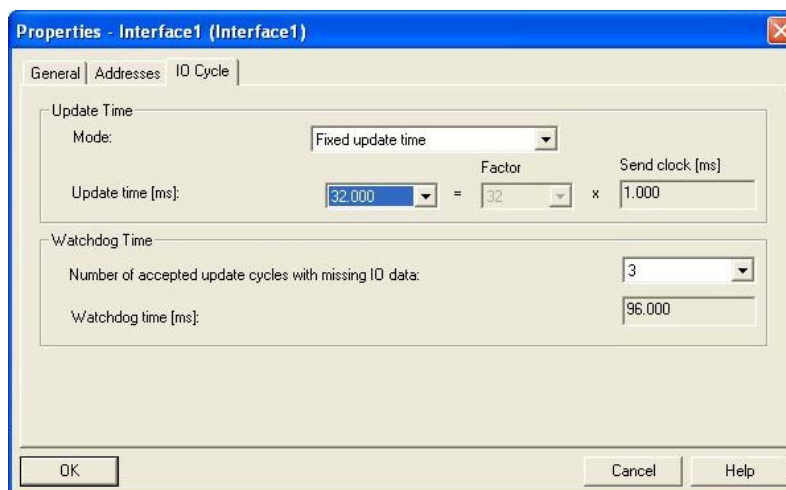 Properties - Interface1 (Interface1)
General Addresses IO Cycle
Update Time
Mode: Fixed update time
Factor Send clock [ms]
Update time [ms]: 32.000 = 32 x 1.000
Watchdog Time
Number of accepted update cycles with missing IO data: 3
Watchdog time [ms]: 96.000
OK Cancel Help